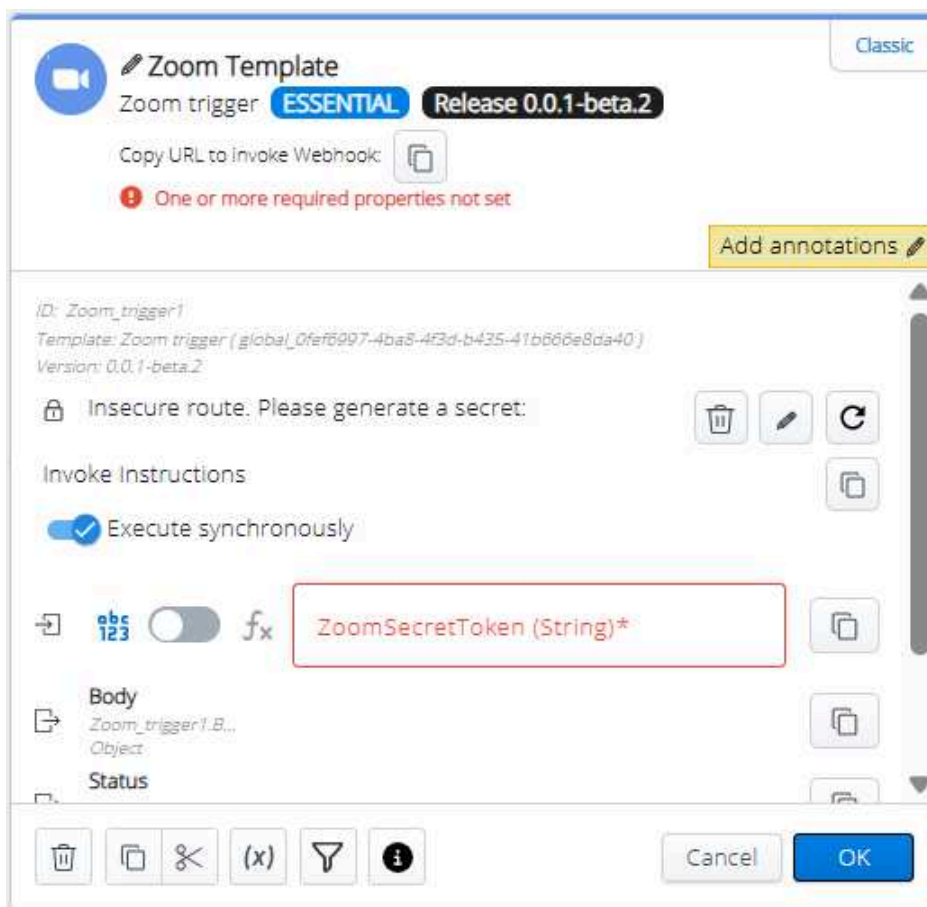 Classic
Zoom Template
Zoom trigger ESSENTIAL Release 0.0.1-beta.2
Copy URL to invoke Webhook:
One or more required properties not set
Add annotations
ID: Zoom_trigger1
Template: Zoom trigger ( global_0fef6997-4ba8-4f3d-b435-41b666e8da40 )
Version: 0.0.1-beta.2
Insecure route. Please generate a secret:
Invoke Instructions
Execute synchronously
abc
123
fx
ZoomSecretToken (String)*
Body
Zoom_trigger1.B...
Object
Status
(x)
Cancel
OK